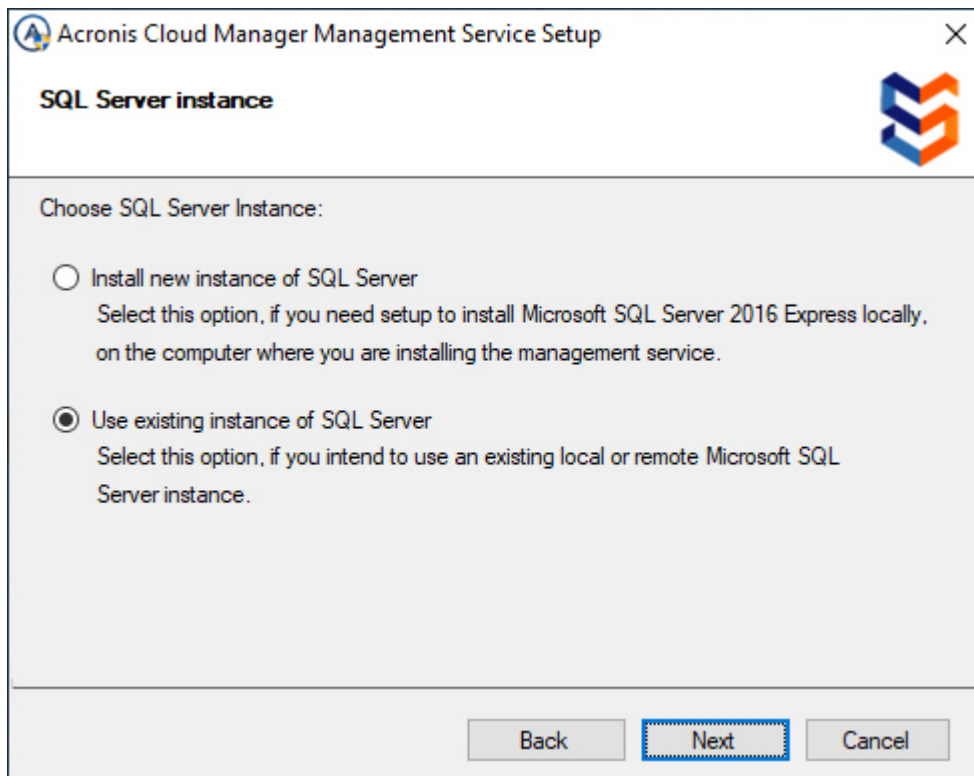 Acronis Cloud Manager Management Service Setup
SQL Server instance
Choose SQL Server Instance:
Install new instance of SQL Server
Select this option, if you need setup to install Microsoft SQL Server 2016 Express locally,
on the computer where you are installing the management service.
Use existing instance of SQL Server
Select this option, if you intend to use an existing local or remote Microsoft SQL
Server instance.
Back
Next
Cancel